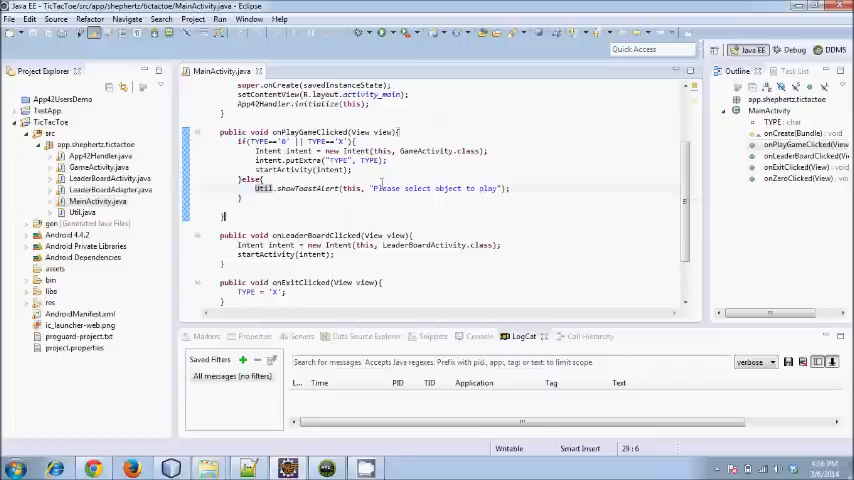 Java EE - TicTacToe/src/app/shephertz/tictactoe/MainActivity.java - Eclipse
File Edit Source Refactor Navigate Search Project Run Window Help
Quick Access
Java EE
Debug
DDMS
Project Explorer
App42UsersDemo
TestApp
TicTacToe
src
app.shephertz.tictactoe
App42Handler.java
GameActivity.java
LeaderBoardActivity.java
LeaderBoardAdapter.java
MainActivity.java
Util.java
gen [Generated Java Files]
Android 4.4.2
Android Private Libraries
Android Dependencies
assets
bin
libs
res
AndroidManifest.xml
ic_launcher-web.png
proguard-project.txt
project.properties
MainActivity.java
super.onCreate(savedInstanceState);
setContentView(R.layout.activity_main);
App42Handler.initialize(this);
}
public void onPlayGameClicked(View view){
if(TYPE=='0' || TYPE=='X'){
Intent intent = new Intent(this, GameActivity.class);
intent.putExtra("TYPE", TYPE);
startActivity(intent);
}else{
Util.showToastAlert(this, "Please select object to play");
}
}
public void onLeaderBoardClicked(View view){
Intent intent = new Intent(this, LeaderBoardActivity.class);
startActivity(intent);
}
public void onExitClicked(View view){
TYPE = 'X';
}
Outline
Task List
app.shephertz.tictactoe
MainActivity
TYPE : char
onCreate(Bundle)
onPlayGameClicked(View)
onLeaderBoardClicked(Vi
onExitClicked(View)
onZeroClicked(View)
Markers
Properties
Servers
Data Source Explorer
Snippets
Console
LogCat
Call Hierarchy
Saved Filters
All messages (no filters)
Search for messages. Accepts Java regexes. Prefix with pid:, app:, tag: or text: to limit scope.
verbose
L...
Time
PID
TID
Application
Tag
Text
Writable
Smart Insert
29 : 6
4:16 PM
2/6/2014